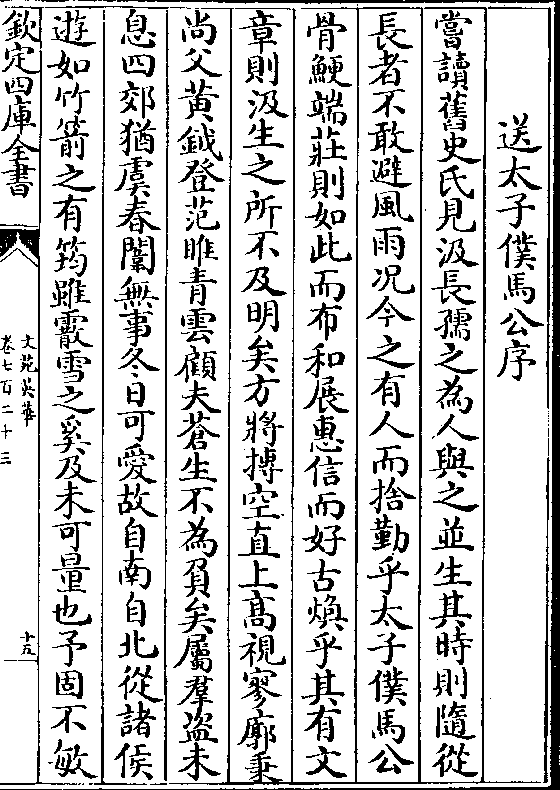 送太子僕馬公序
嘗讀舊史氏見汲長孺之為人與之並生其時則隨從
長者不敢避風雨况今之有人而捨勤乎太子僕馬公
骨鯁端莊則如此而布和展惠信而好古煥乎其有文
章則汲生之所不及明矣方將摶空直上高視寥廓秉
尚父黃鉞登范雎青雲顧夫蒼生不為負矣屬羣盗未
息四郊猶虞春闈無事冬日可愛故自南自北從諸侯
遊如竹箭之有筠雖霰雪之奚及未可量也予固不敏
欽定四庫全書
文苑英華
卷七百二十三
十五